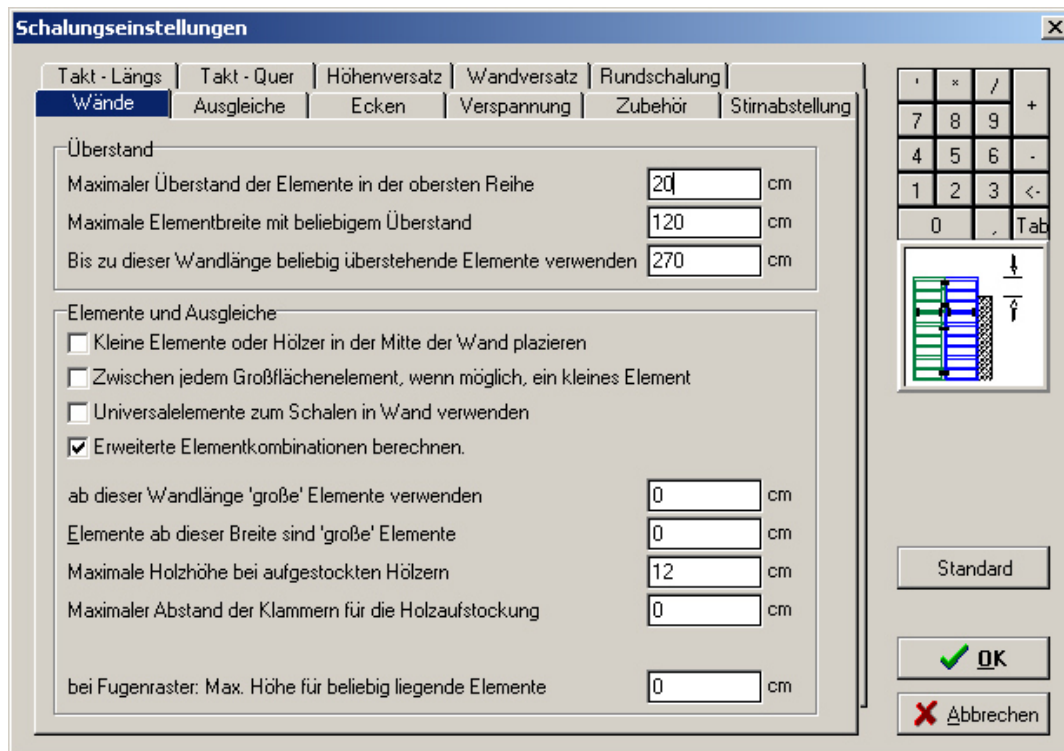 Schalungseinstellungen
Takt - Längs
Takt - Quer
Höhenversatz
Wandversatz
Rundschalung
Wände
Ausgleiche
Ecken
Verspannung
Zubehör
Stirnabstellung
Überstand
Maximaler Überstand der Elemente in der obersten Reihe 20 cm
Maximale Elementbreite mit beliebigem Überstand 120 cm
Bis zu dieser Wandlänge beliebig überstehende Elemente verwenden 270 cm
Elemente und Ausgleiche
Kleine Elemente oder Hölzer in der Mitte der Wand plazieren
Zwischen jedem Großflächenelement, wenn möglich, ein kleines Element
Universalelemente zum Schalen in Wand verwenden
Erweiterte Elementkombinationen berechnen.
ab dieser Wandlänge 'große' Elemente verwenden 0 cm
Elemente ab dieser Breite sind 'große' Elemente 0 cm
Maximale Holzhöhe bei aufgestockten Hölzern 12 cm
Maximaler Abstand der Klammern für die Holzaufstockung 0 cm
bei Fugenraster: Max. Höhe für beliebig liegende Elemente 0 cm
' * / +
7 8 9
4 5 6 -
1 2 3 <-
0 , Tab
Standard
OK
Abbrechen